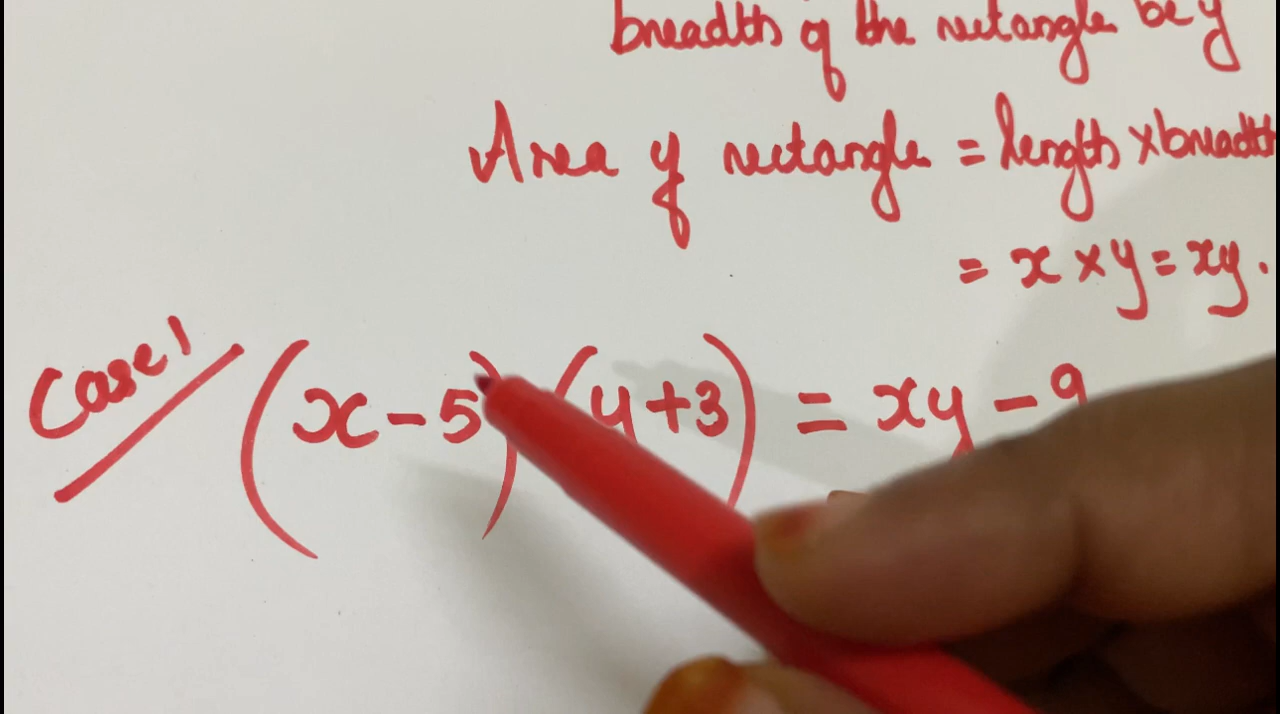 breadth of the rectangle be y
Area of rectangle = length × breadth
= x × y = xy.
Case 1 (x - 5) (y + 3) = xy - 9